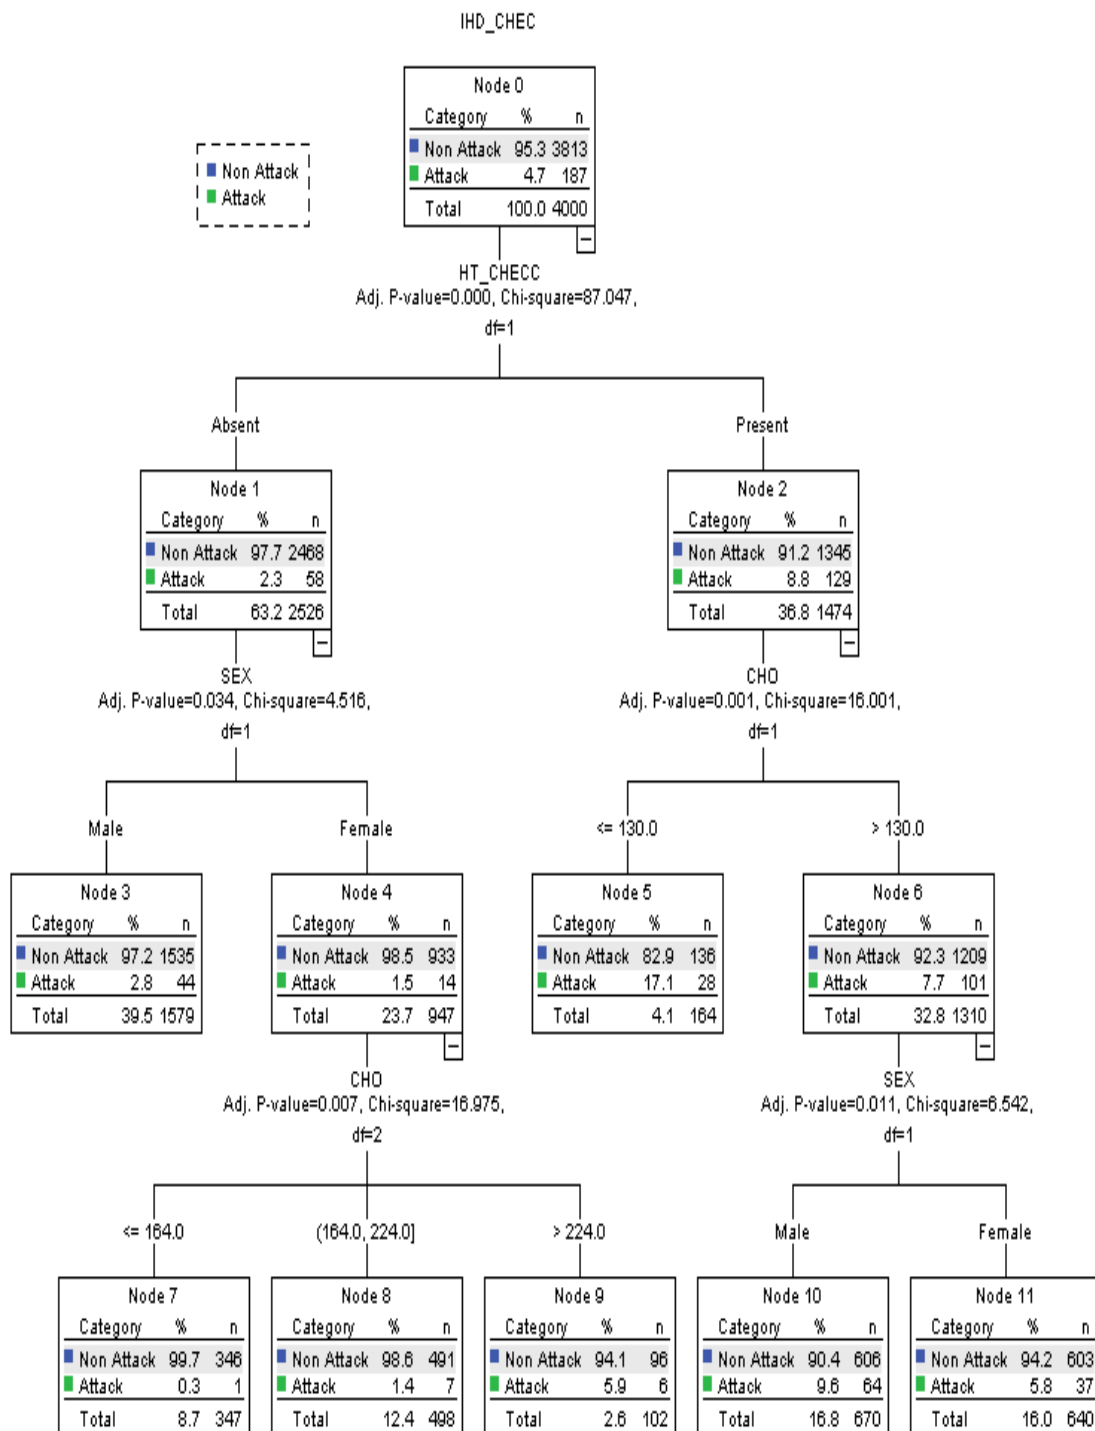 IHD_CHEC
Node 0
Category % n
Non Attack 95.3 3813
Attack 4.7 187
Total 100.0 4000
Non Attack
Attack
HT_CHECC
Adj. P-value=0.000, Chi-square=87.047,
df=1
Absent
Present
Node 1
Category % n
Non Attack 97.7 2468
Attack 2.3 58
Total 63.2 2526
Node 2
Category % n
Non Attack 91.2 1345
Attack 8.8 129
Total 36.8 1474
SEX
Adj. P-value=0.034, Chi-square=4.516,
df=1
CHO
Adj. P-value=0.001, Chi-square=16.001,
df=1
Male
Female
<= 130.0
> 130.0
Node 3
Category % n
Non Attack 97.2 1535
Attack 2.8 44
Total 39.5 1579
Node 4
Category % n
Non Attack 98.5 933
Attack 1.5 14
Total 23.7 947
Node 5
Category % n
Non Attack 82.9 136
Attack 17.1 28
Total 4.1 164
Node 6
Category % n
Non Attack 92.3 1209
Attack 7.7 101
Total 32.8 1310
CHO
Adj. P-value=0.007, Chi-square=16.975,
df=2
SEX
Adj. P-value=0.011, Chi-square=6.542,
df=1
<= 164.0
(164.0, 224.0]
> 224.0
Male
Female
Node 7
Category % n
Non Attack 99.7 346
Attack 0.3 1
Total 8.7 347
Node 8
Category % n
Non Attack 98.6 491
Attack 1.4 7
Total 12.4 498
Node 9
Category % n
Non Attack 94.1 96
Attack 5.9 6
Total 2.6 102
Node 10
Category % n
Non Attack 90.4 606
Attack 9.6 64
Total 16.8 670
Node 11
Category % n
Non Attack 94.2 603
Attack 5.8 37
Total 16.0 640